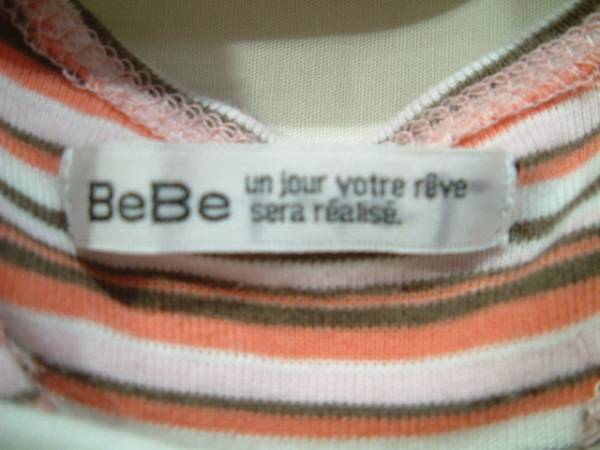 BeBe
un jour votre rêve
sera réalisé.